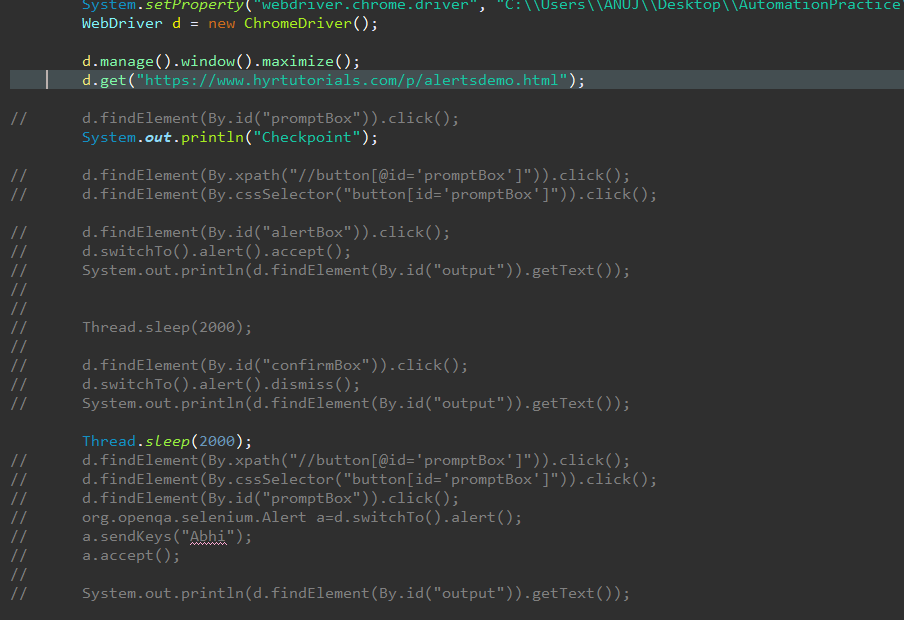 System.setProperty("webdriver.chrome.driver", "C:\\Users\\ANUJ\\Desktop\\AutomationPractice
WebDriver d = new ChromeDriver();
d.manage().window().maximize();
d.get("https://www.hyrtutorials.com/p/alertsdemo.html");
// d.findElement(By.id("promptBox")).click();
System.out.println("Checkpoint");
// d.findElement(By.xpath("//button[@id='promptBox']")).click();
// d.findElement(By.cssSelector("button[id='promptBox']")).click();
// d.findElement(By.id("alertBox")).click();
// d.switchTo().alert().accept();
// System.out.println(d.findElement(By.id("output")).getText());
//
//
// Thread.sleep(2000);
//
// d.findElement(By.id("confirmBox")).click();
// d.switchTo().alert().dismiss();
// System.out.println(d.findElement(By.id("output")).getText());
Thread.sleep(2000);
// d.findElement(By.xpath("//button[@id='promptBox']")).click();
// d.findElement(By.cssSelector("button[id='promptBox']")).click();
// d.findElement(By.id("promptBox")).click();
// org.openqa.selenium.Alert a=d.switchTo().alert();
// a.sendKeys("Abhi");
// a.accept();
//
// System.out.println(d.findElement(By.id("output")).getText());